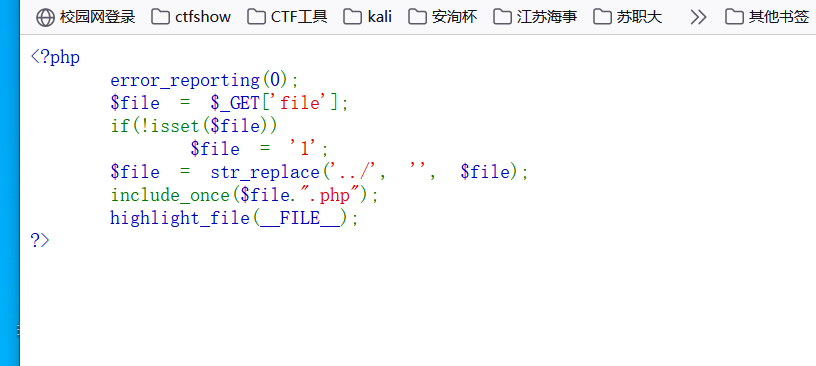 校园网登录 ctfshow CTF工具 kali 安洵杯 江苏海事 苏职大 其他书签
<?php
error_reporting(0);
$file = $_GET['file'];
if(!isset($file))
$file = '1';
$file = str_replace('../', '', $file);
include_once($file.".php");
highlight_file(__FILE__);
?>